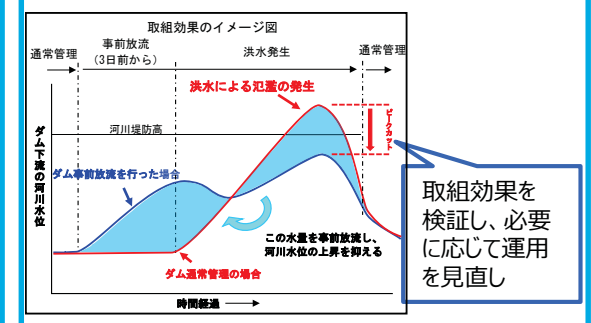 取組効果のイメージ図
通常管理
事前放流
(3日前から)
洪水発生
通常管理
洪水による氾濫の発生
ピークカット
河川堤防高
ダム下流の河川水位
ダム事前放流を行った場合
この水量を事前放流し、
河川水位の上昇を抑える
ダム通常管理の場合
時間経過
取組効果を
検証し、必要
に応じて運用
を見直し